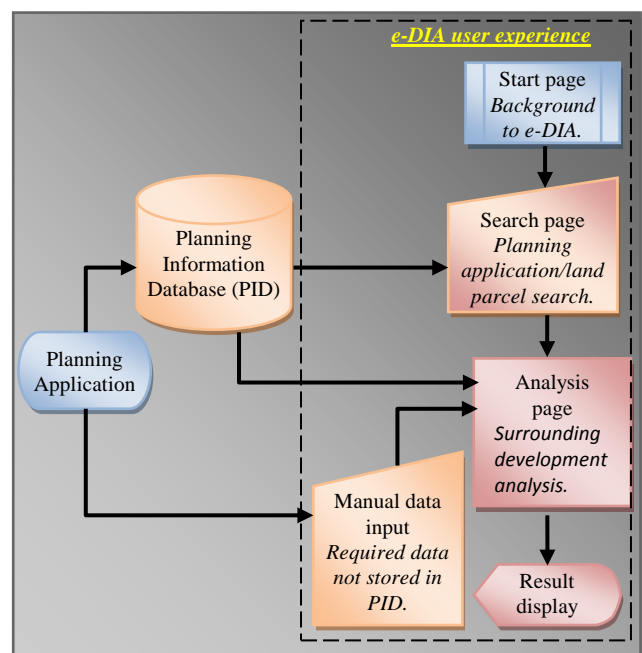 e-DIA user experience
Start page
Background
to e-DIA.
Planning
Information
Database (PID)
Search page
Planning
application/land
parcel search.
Planning
Application
Analysis
page
Surrounding
development
analysis.
Manual data
input
Required data
not stored in
PID.
Result
display